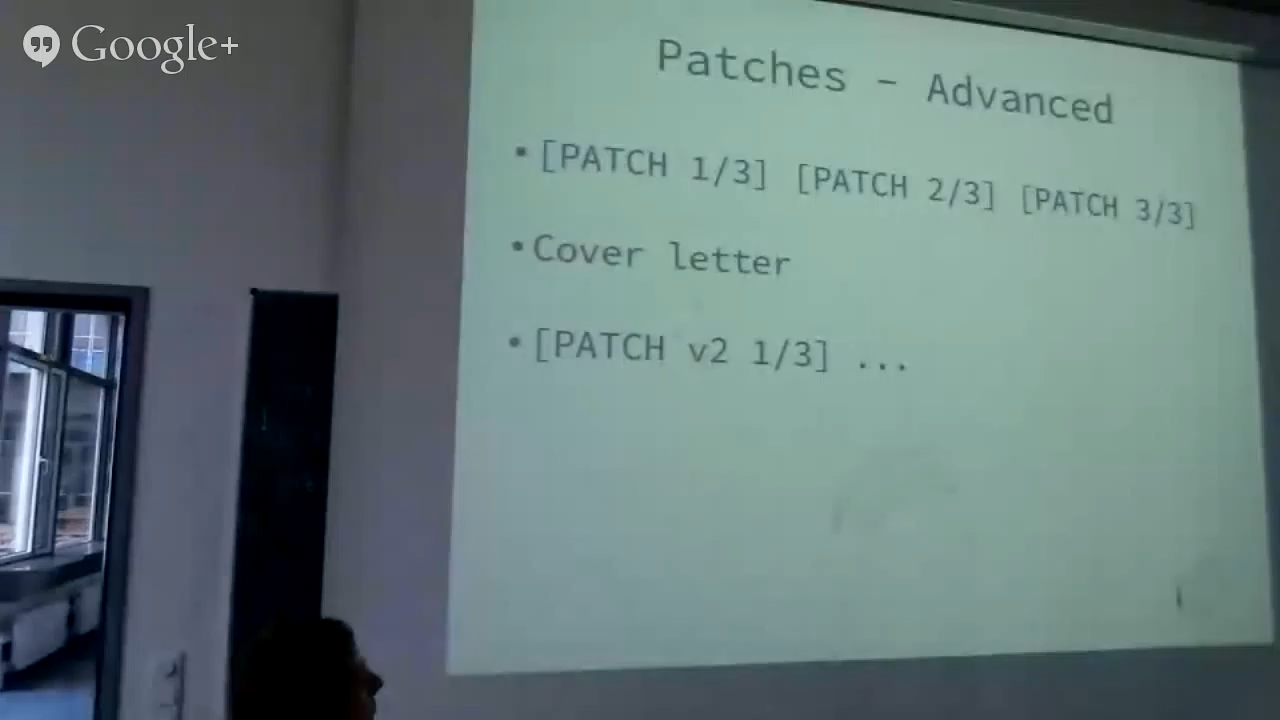 Google+
Patches - Advanced
• [PATCH 1/3] [PATCH 2/3] [PATCH 3/3]
• Cover letter
• [PATCH v2 1/3] ...